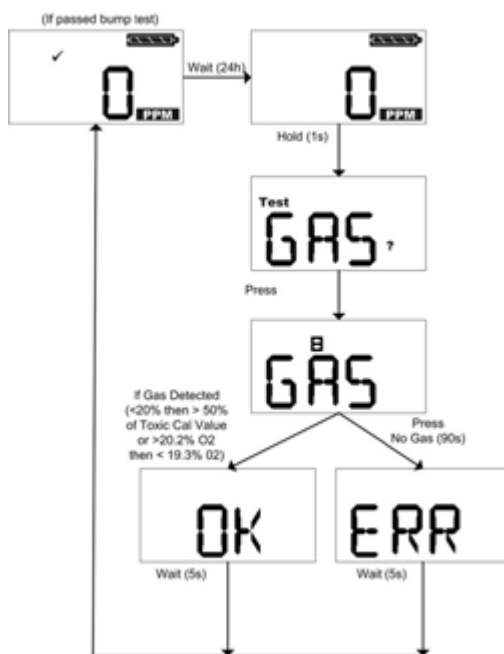 (If passed bump test)
✓
0
PPM
Wait (24h)
0
PPM
Hold (1s)
Test
GAS ?
Press
GAS
If Gas Detected
(<20% then > 50%
of Toxic Cal Value
or >20.2% O2
then < 19.3% 02)
Press
No Gas (90s)
OK
ERR
Wait (5s)
Wait (5s)